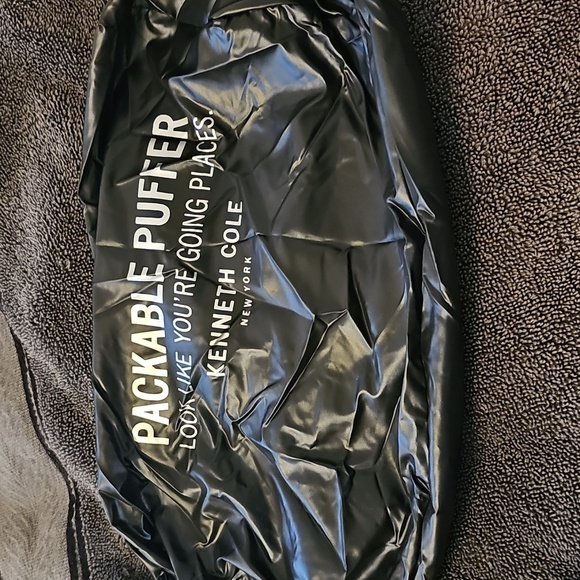 PACKABLE PUFFER
LOOK LIKE YOU'RE GOING PLACES.
KENNETH COLE
NEW YORK